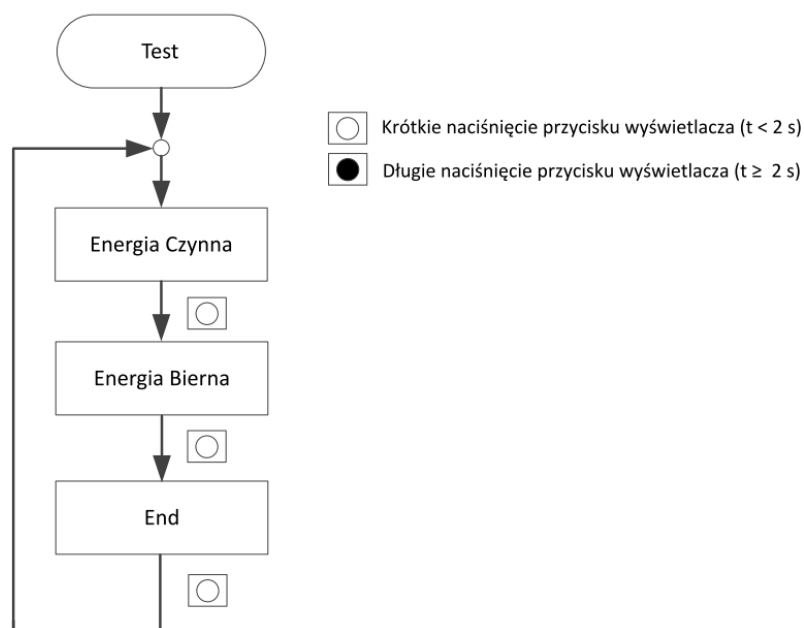 Test
Krótkie naciśnięcie przycisku wyświetlacza (t < 2 s)
Długie naciśnięcie przycisku wyświetlacza (t ≥ 2 s)
Energia Czynna
Energia Bierna
End